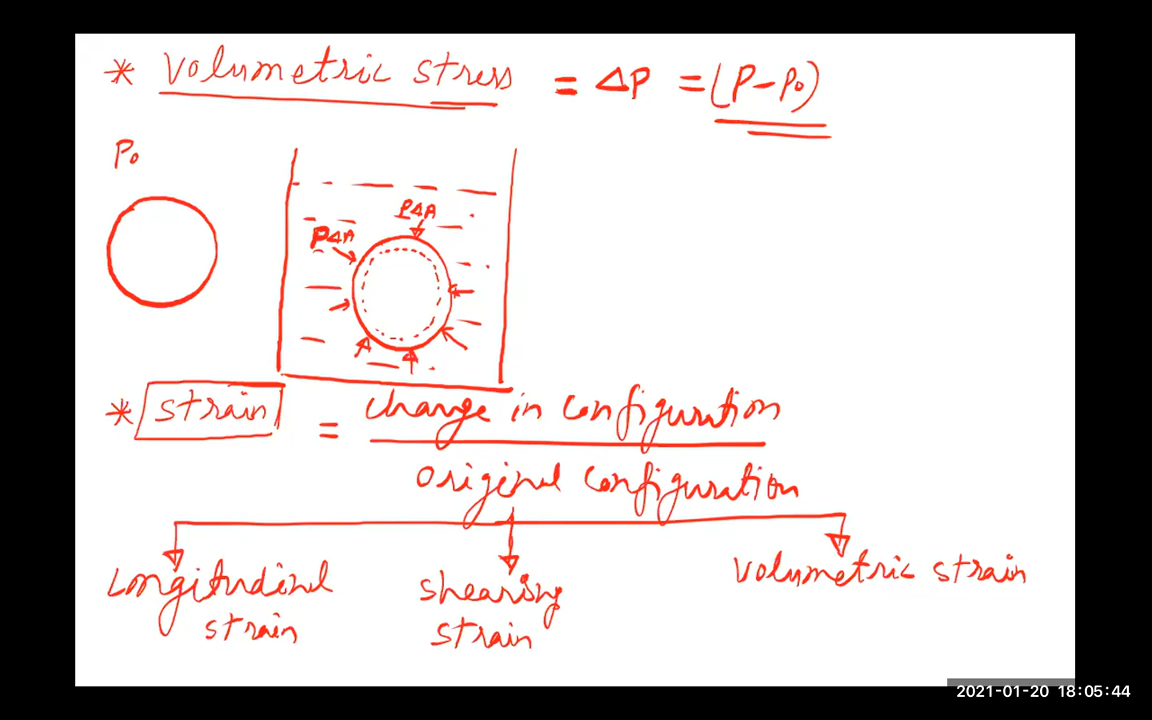 * Volumetric stress = ΔP = (P-P₀)
P₀
PΔA
PΔA
* strain = change in configuration
original configuration
Longitudinal strain
shearing strain
volumetric strain
2021-01-20 18:05:44